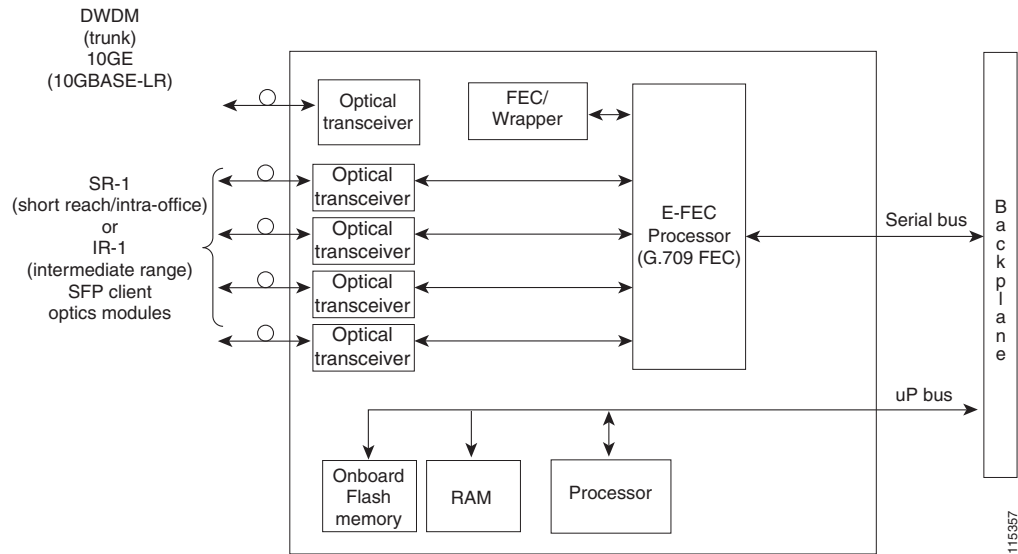 DWDM
(trunk)
10GE
(10GBASE-LR)
Optical
transceiver
FEC/
Wrapper
SR-1
(short reach/intra-office)
or
IR-1
(intermediate range)
SFP client
optics modules
Optical
transceiver
Optical
transceiver
Optical
transceiver
Optical
transceiver
E-FEC
Processor
(G.709 FEC)
Serial bus
Backplane
uP bus
Onboard
Flash
memory
RAM
Processor
115357